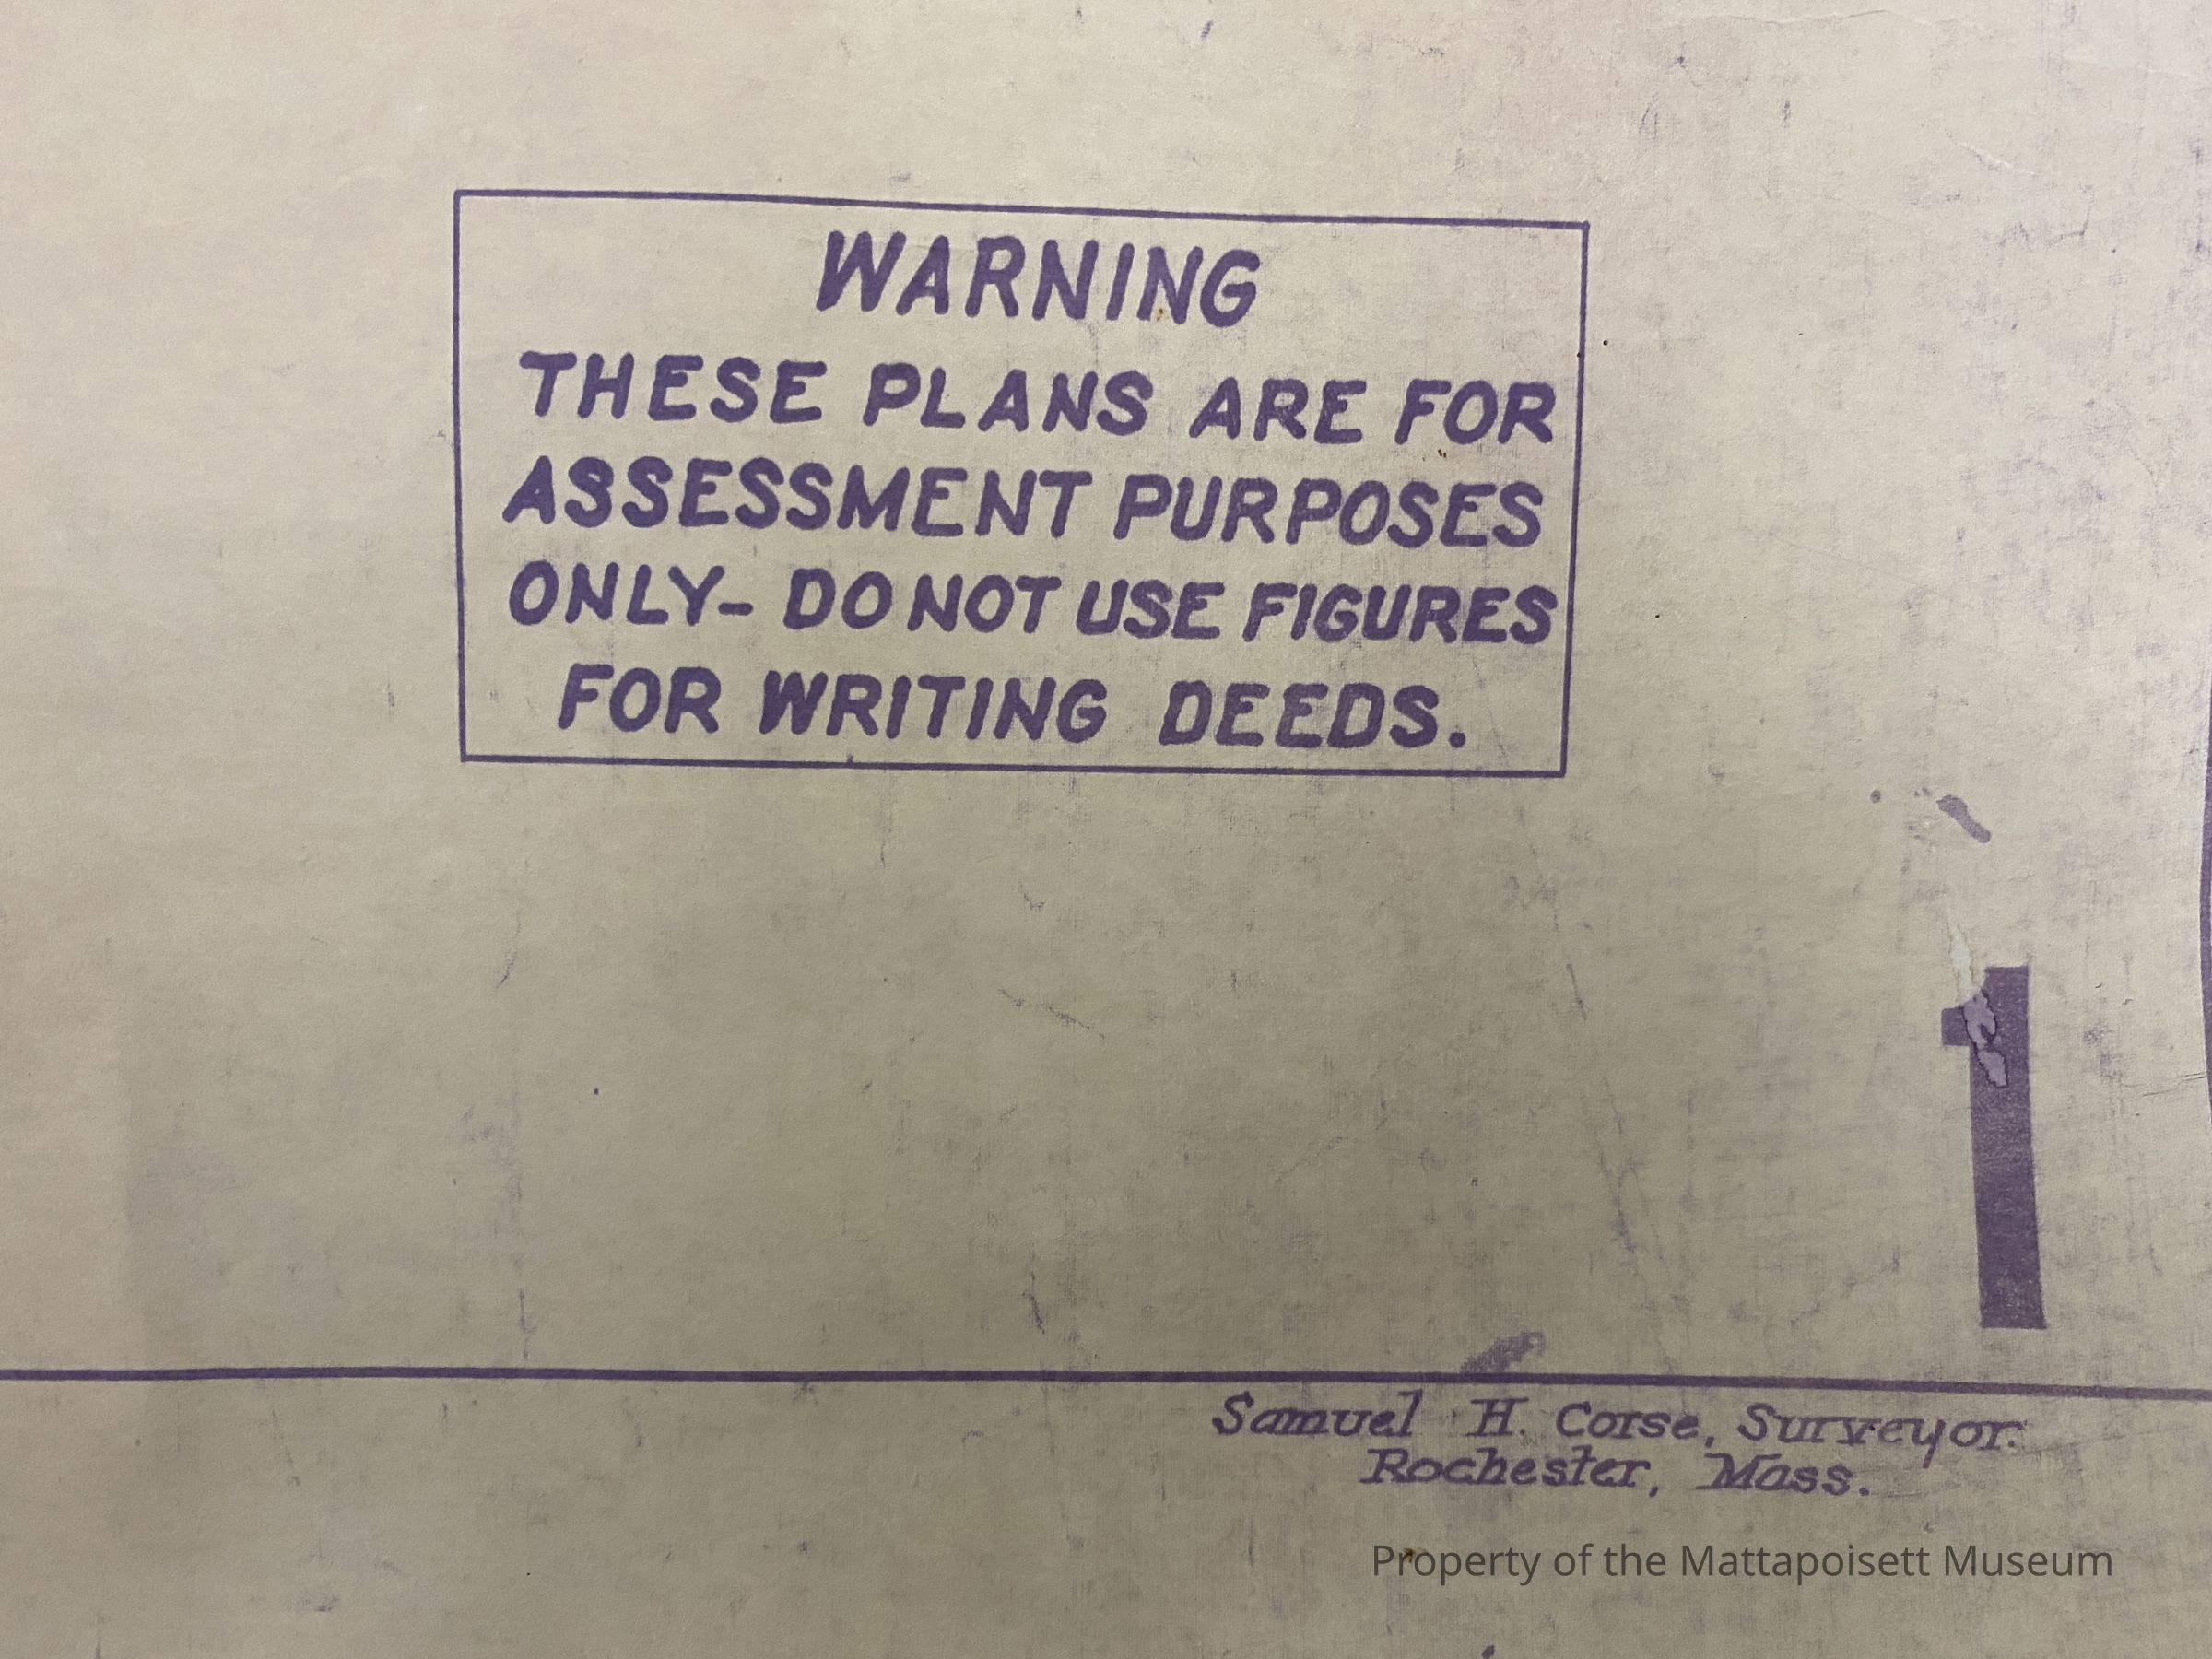 WARNING
THESE PLANS ARE FOR
ASSESSMENT PURPOSES
ONLY- DO NOT USE FIGURES
FOR WRITING DEEDS.
1
Samuel H. Corse, Surveyor.
Rochester, Mass.
Property of the Mattapoisett Museum